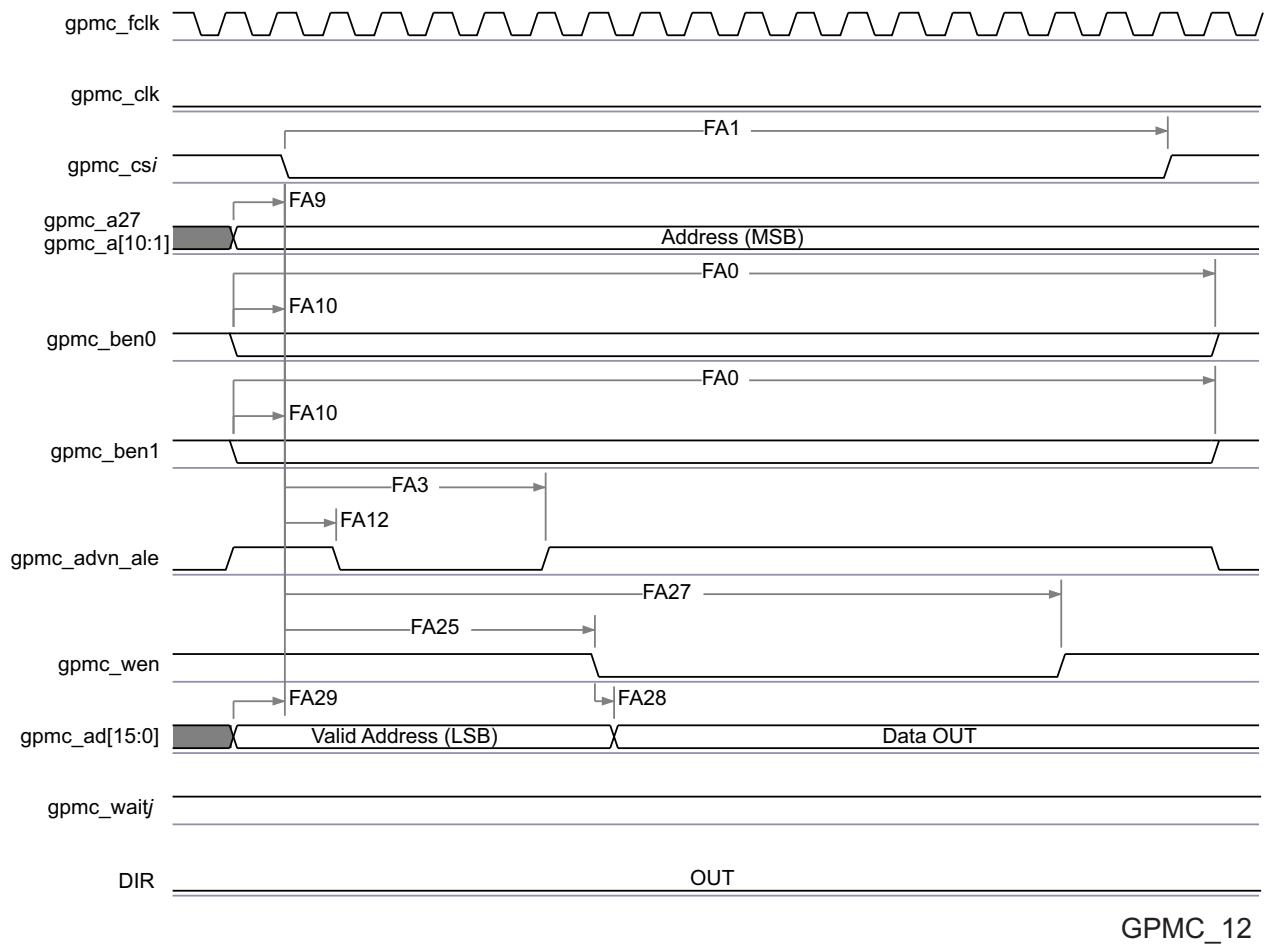 gpmc_fclk
gpmc_clk
FA1
gpmc_csi
FA9
gpmc_a27
gpmc_a[10:1]
Address (MSB)
FA0
FA10
gpmc_ben0
FA0
FA10
gpmc_ben1
FA3
FA12
gpmc_advn_ale
FA27
FA25
gpmc_wen
FA29
FA28
gpmc_ad[15:0]
Valid Address (LSB)
Data OUT
gpmc_waitj
DIR
OUT
GPMC_12